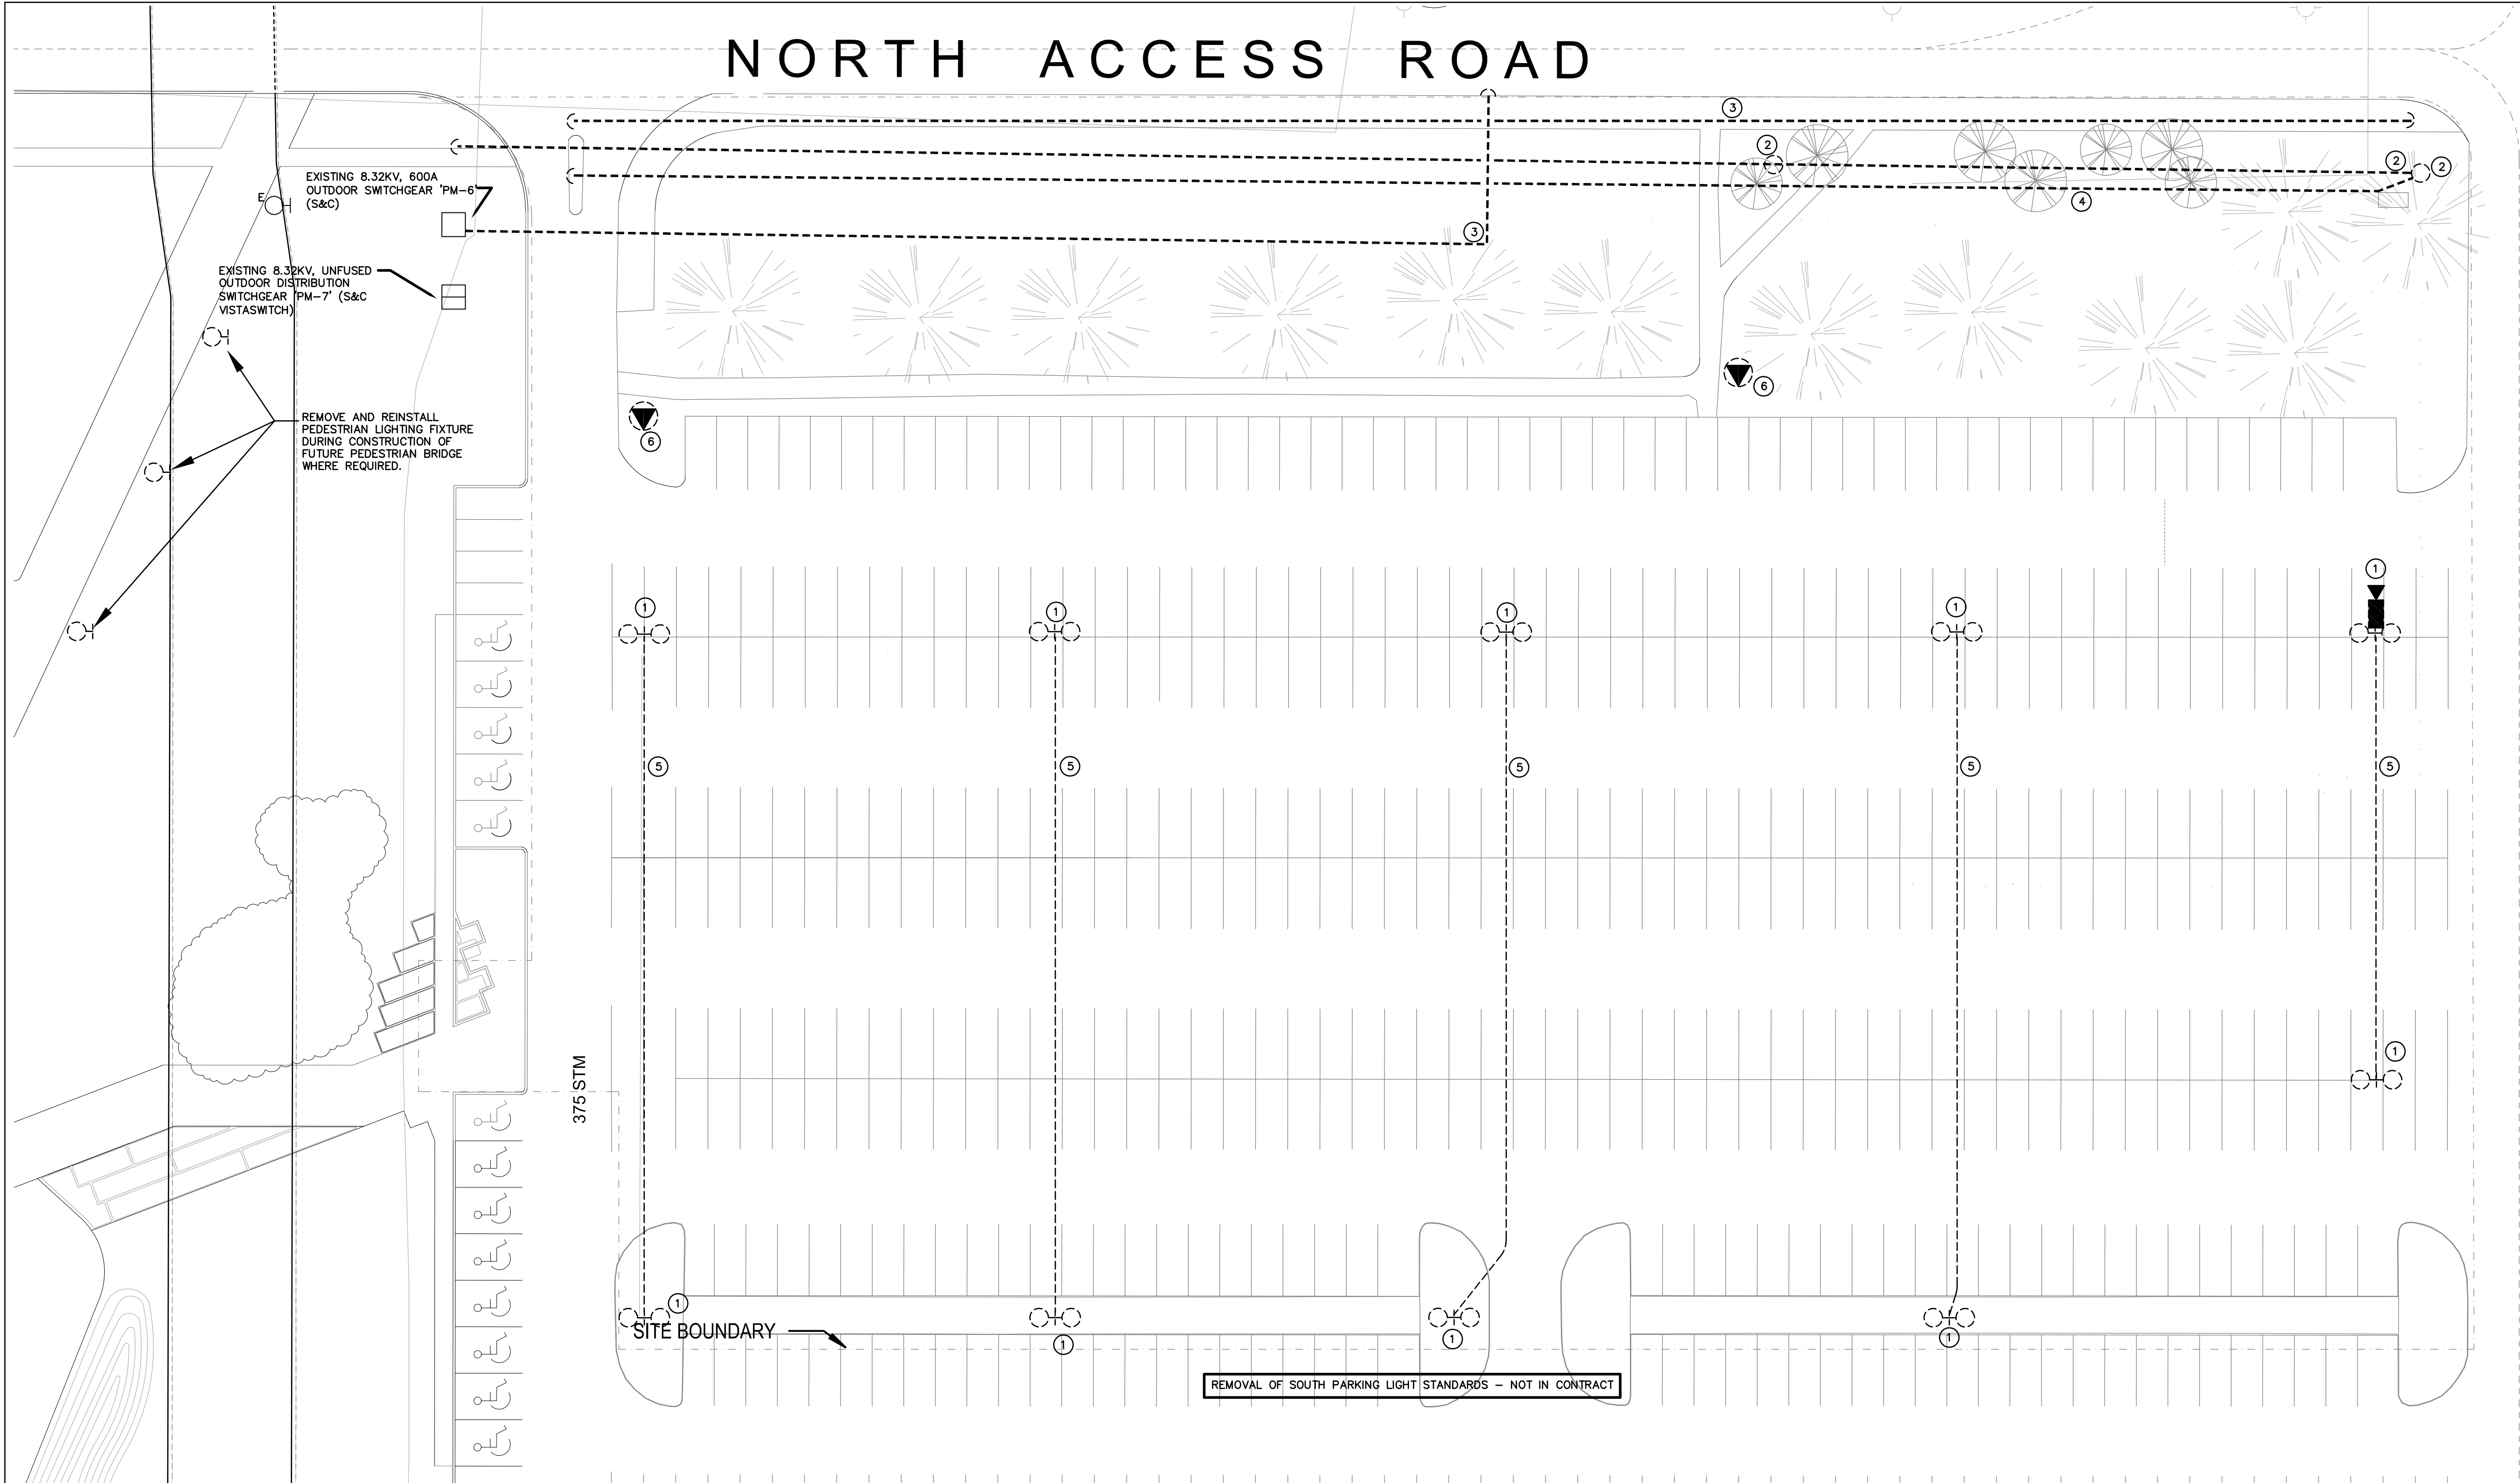 NORTH ACCESS ROAD
3
2
2
2
4
3
EXISTING 8.32KV, 600A
OUTDOOR SWITCHGEAR 'PM-6'
(S&C)
E
EXISTING 8.32KV, UNFUSED
OUTDOOR DISTRIBUTION
SWITCHGEAR 'PM-7' (S&C
VISTASWITCH)
6
6
REMOVE AND REINSTALL
PEDESTRIAN LIGHTING FIXTURE
DURING CONSTRUCTION OF
FUTURE PEDESTRIAN BRIDGE
WHERE REQUIRED.
1
1
1
1
1
5
5
5
5
5
375 STM
1
1
1
1
1
SITE BOUNDARY
REMOVAL OF SOUTH PARKING LIGHT STANDARDS - NOT IN CONTRACT